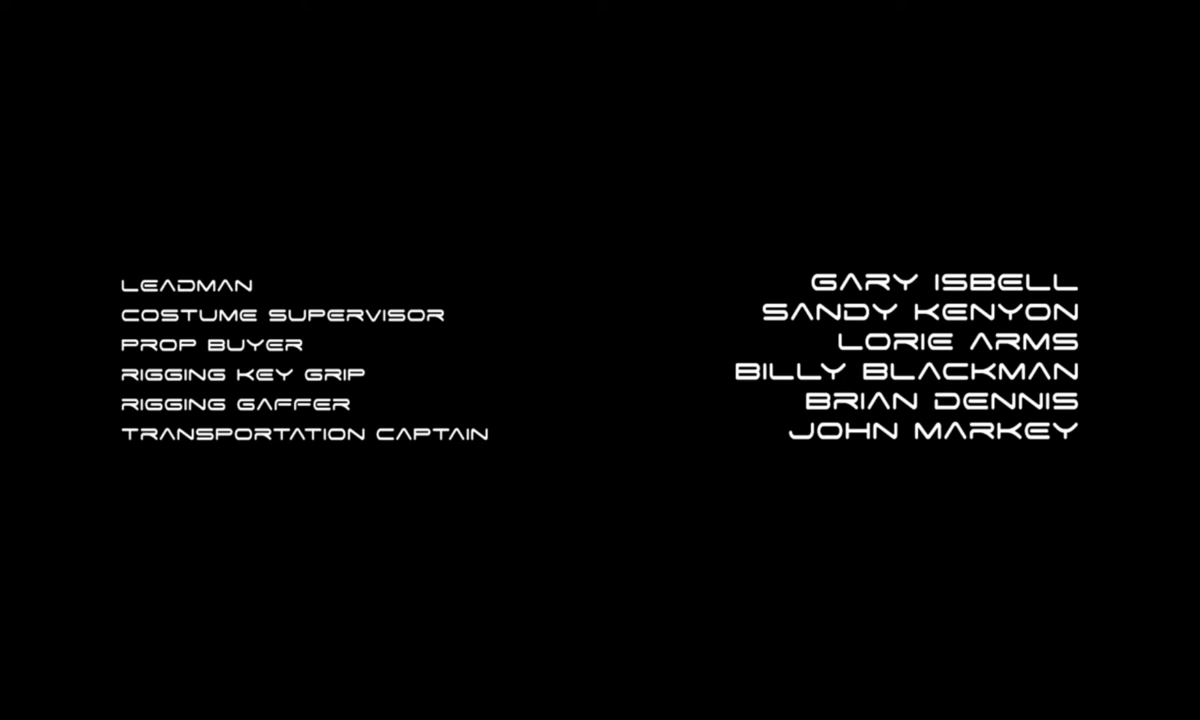 LEADMAN GARY ISBELL
COSTUME SUPERVISOR SANDY KENYON
PROP BUYER LORIE ARMS
RIGGING KEY GRIP BILLY BLACKMAN
RIGGING GAFFER BRIAN DENNIS
TRANSPORTATION CAPTAIN JOHN MARKEY